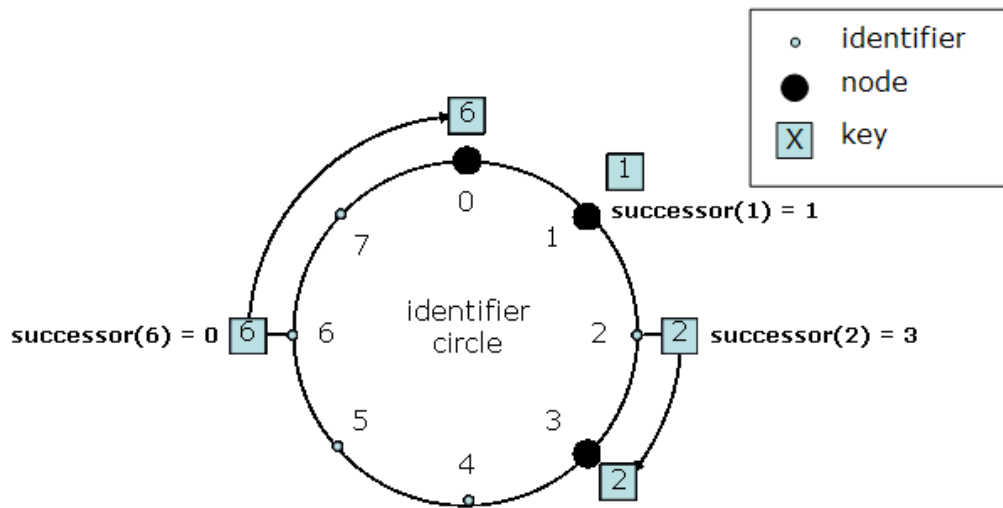 identifier
node
X key
6
1
0
successor(1) = 1
7
1
identifier
circle
successor(6) = 0
6
6
2
2
successor(2) = 3
5
3
4
2